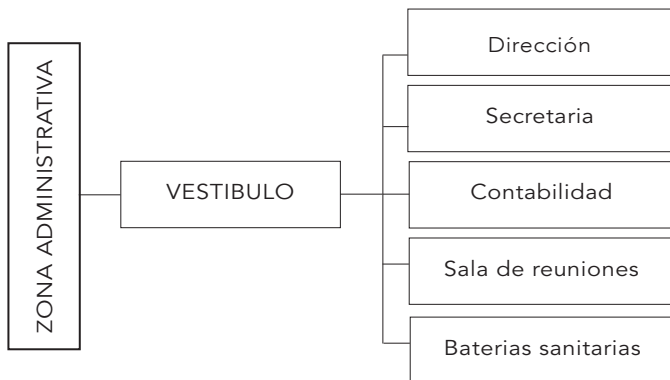 ZONA ADMINISTRATIVA
VESTIBULO
Dirección
Secretaria
Contabilidad
Sala de reuniones
Baterias sanitarias